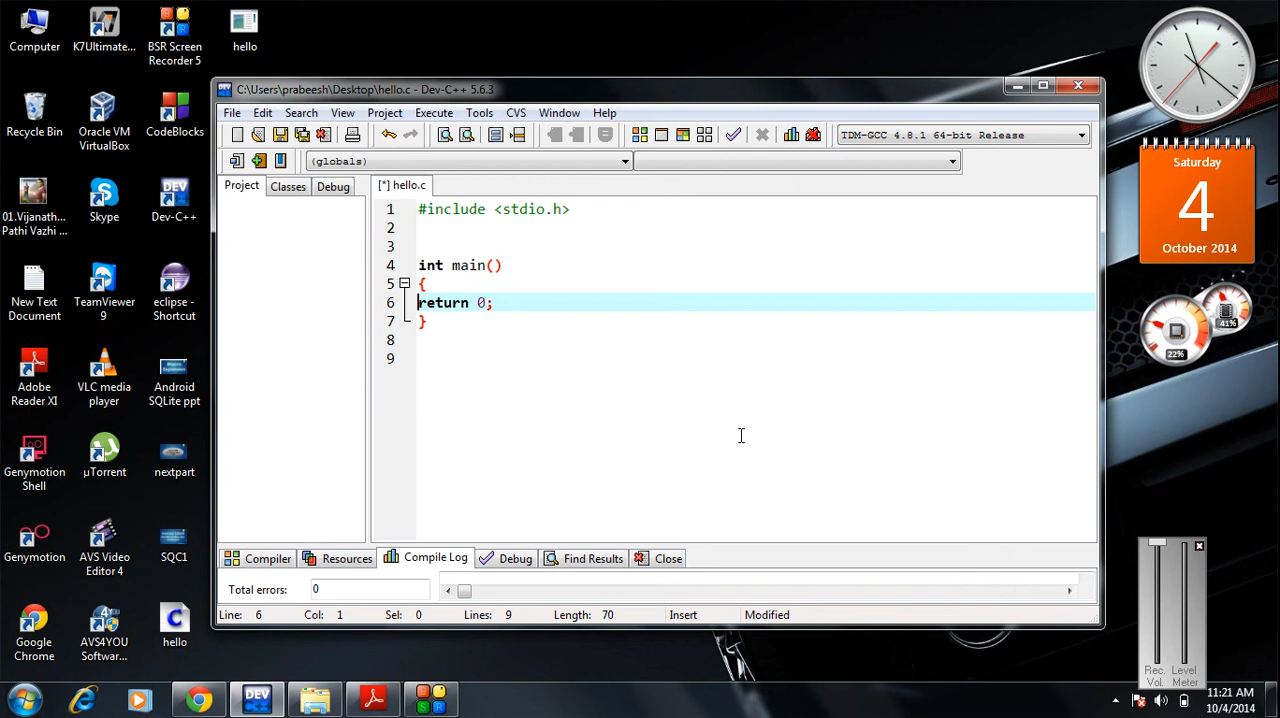 Computer
K7Ultimate...
BSR Screen
Recorder 5
hello
Recycle Bin
Oracle VM
VirtualBox
CodeBlocks
01.Vijanath...
Pathi Vazhi ...
Skype
Dev-C++
New Text
Document
TeamViewer
9
eclipse -
Shortcut
Adobe
Reader XI
VLC media
player
Android
SQLite ppt
Genymotion
Shell
µTorrent
nextpart
Genymotion
AVS Video
Editor 4
SQC1
Google
Chrome
AVS4YOU
Softwar...
hello
DEV C:\Users\prabeesh\Desktop\hello.c - Dev-C++ 5.6.3
File Edit Search View Project Execute Tools CVS Window Help
TDM-GCC 4.8.1 64-bit Release
(globals)
Project Classes Debug [*] hello.c
1 #include <stdio.h>
2
3
4 int main()
5 {
6 return 0;
7 }
8
9
Compiler Resources Compile Log Debug Find Results Close
Total errors: 0
Line: 6 Col: 1 Sel: 0 Lines: 9 Length: 70 Insert Modified
Saturday
4
October 2014
41%
22%
Rec. Level
Vol. Meter
DEV
11:21 AM
10/4/2014